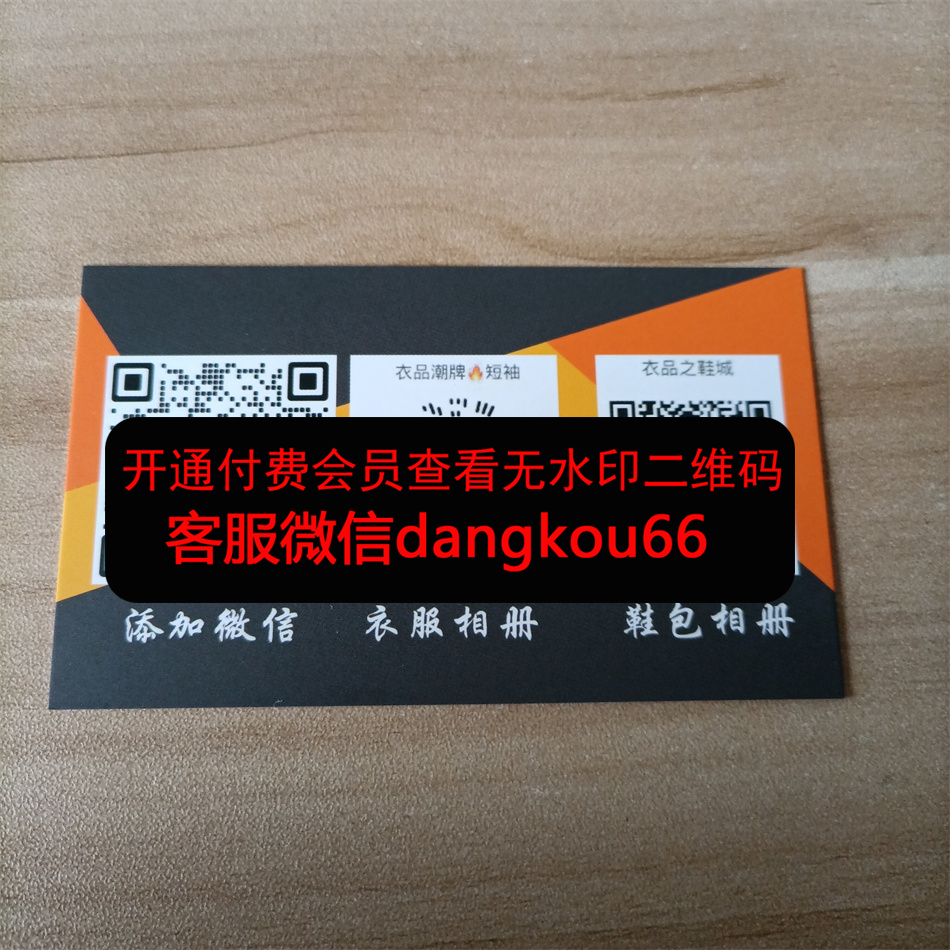 衣品潮牌🔥短袖
衣品之鞋城
开通付费会员查看无水印二维码
客服微信dangkou66
添加微信
衣服相册
鞋包相册